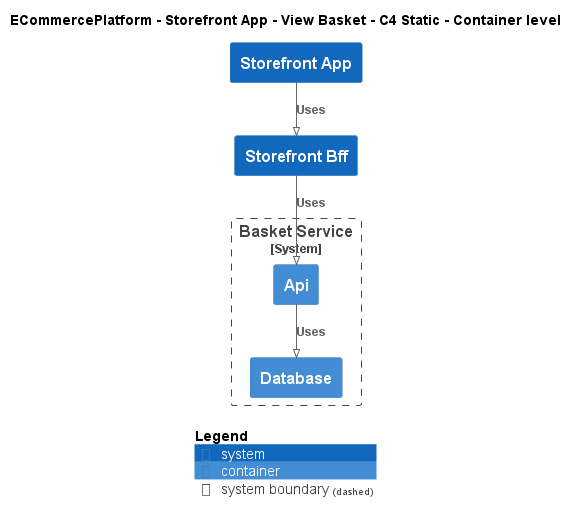 ECommercePlatform - Storefront App - View Basket - C4 Static - Container level
Storefront App
Uses
Storefront Bff
Uses
Basket Service
[System]
Api
Uses
Database
Legend
system
container
system boundary (dashed)